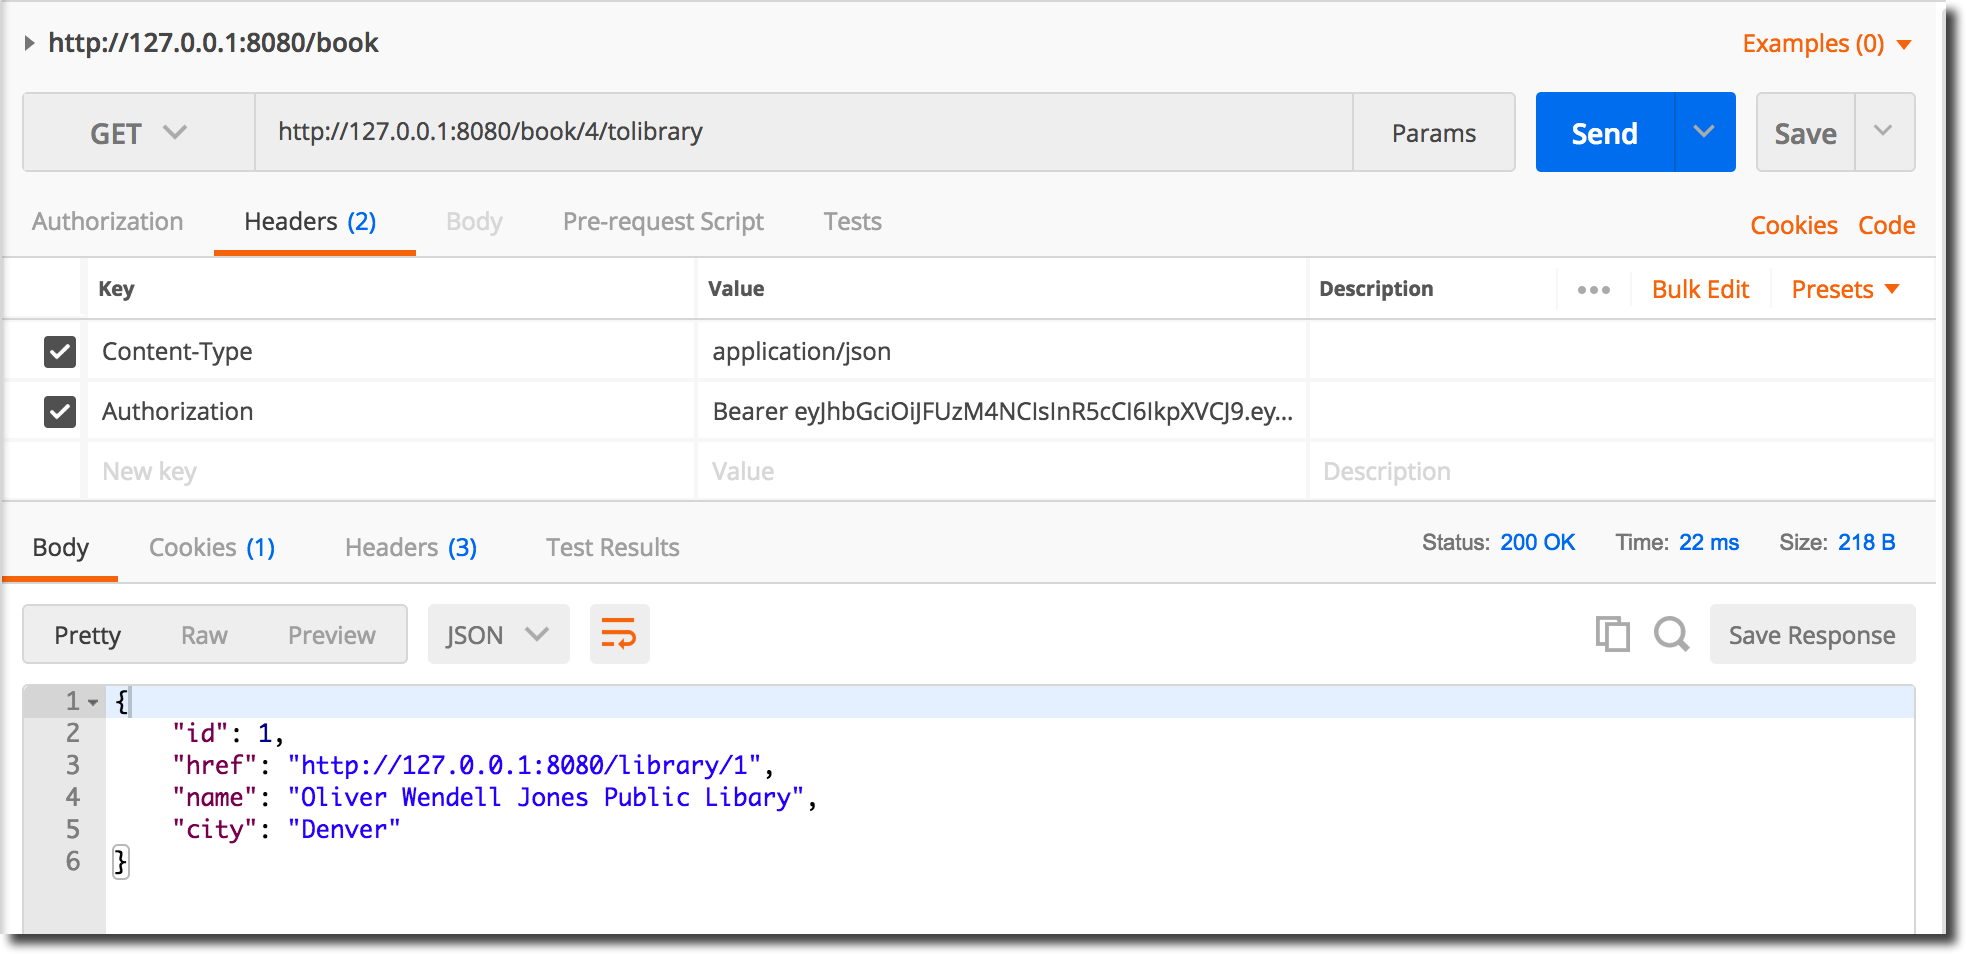 http://127.0.0.1:8080/book Examples (0)
GET http://127.0.0.1:8080/book/4/tolibrary Params Send Save
Authorization Headers (2) Body Pre-request Script Tests Cookies Code
Key Value Description ••• Bulk Edit Presets
Content-Type application/json
Authorization Bearer eyJhbGciOiJFUzM4NCIsInR5cCI6IkpXVCJ9.ey...
New key Value Description
Body Cookies (1) Headers (3) Test Results Status: 200 OK Time: 22 ms Size: 218 B
Pretty Raw Preview JSON Save Response
1 {
2 "id": 1,
3 "href": "http://127.0.0.1:8080/library/1",
4 "name": "Oliver Wendell Jones Public Libary",
5 "city": "Denver"
6 }